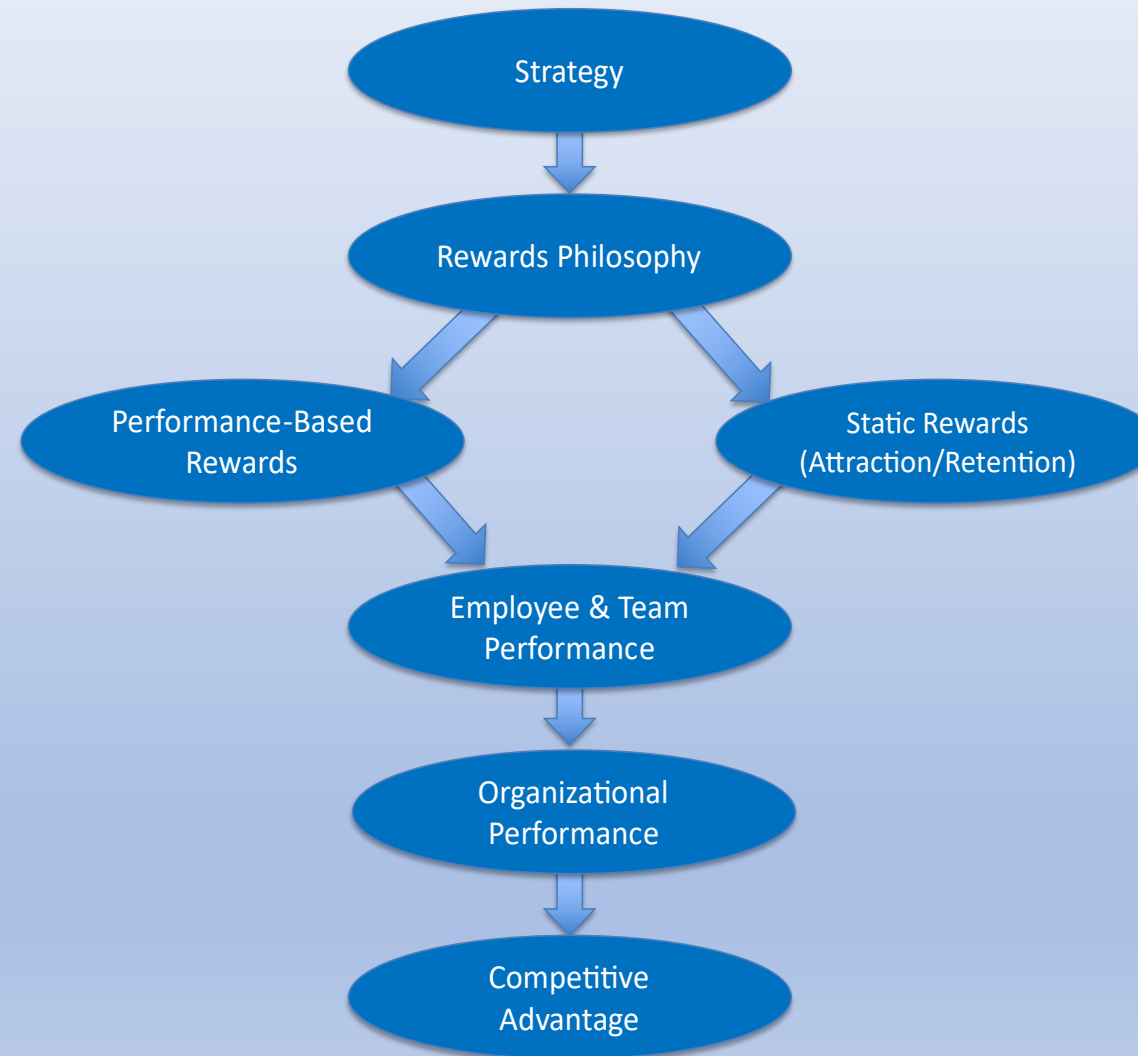 Strategy
Rewards Philosophy
Performance-Based
Rewards
Static Rewards
(Attraction/Retention)
Employee & Team
Performance
Organizational
Performance
Competitive
Advantage